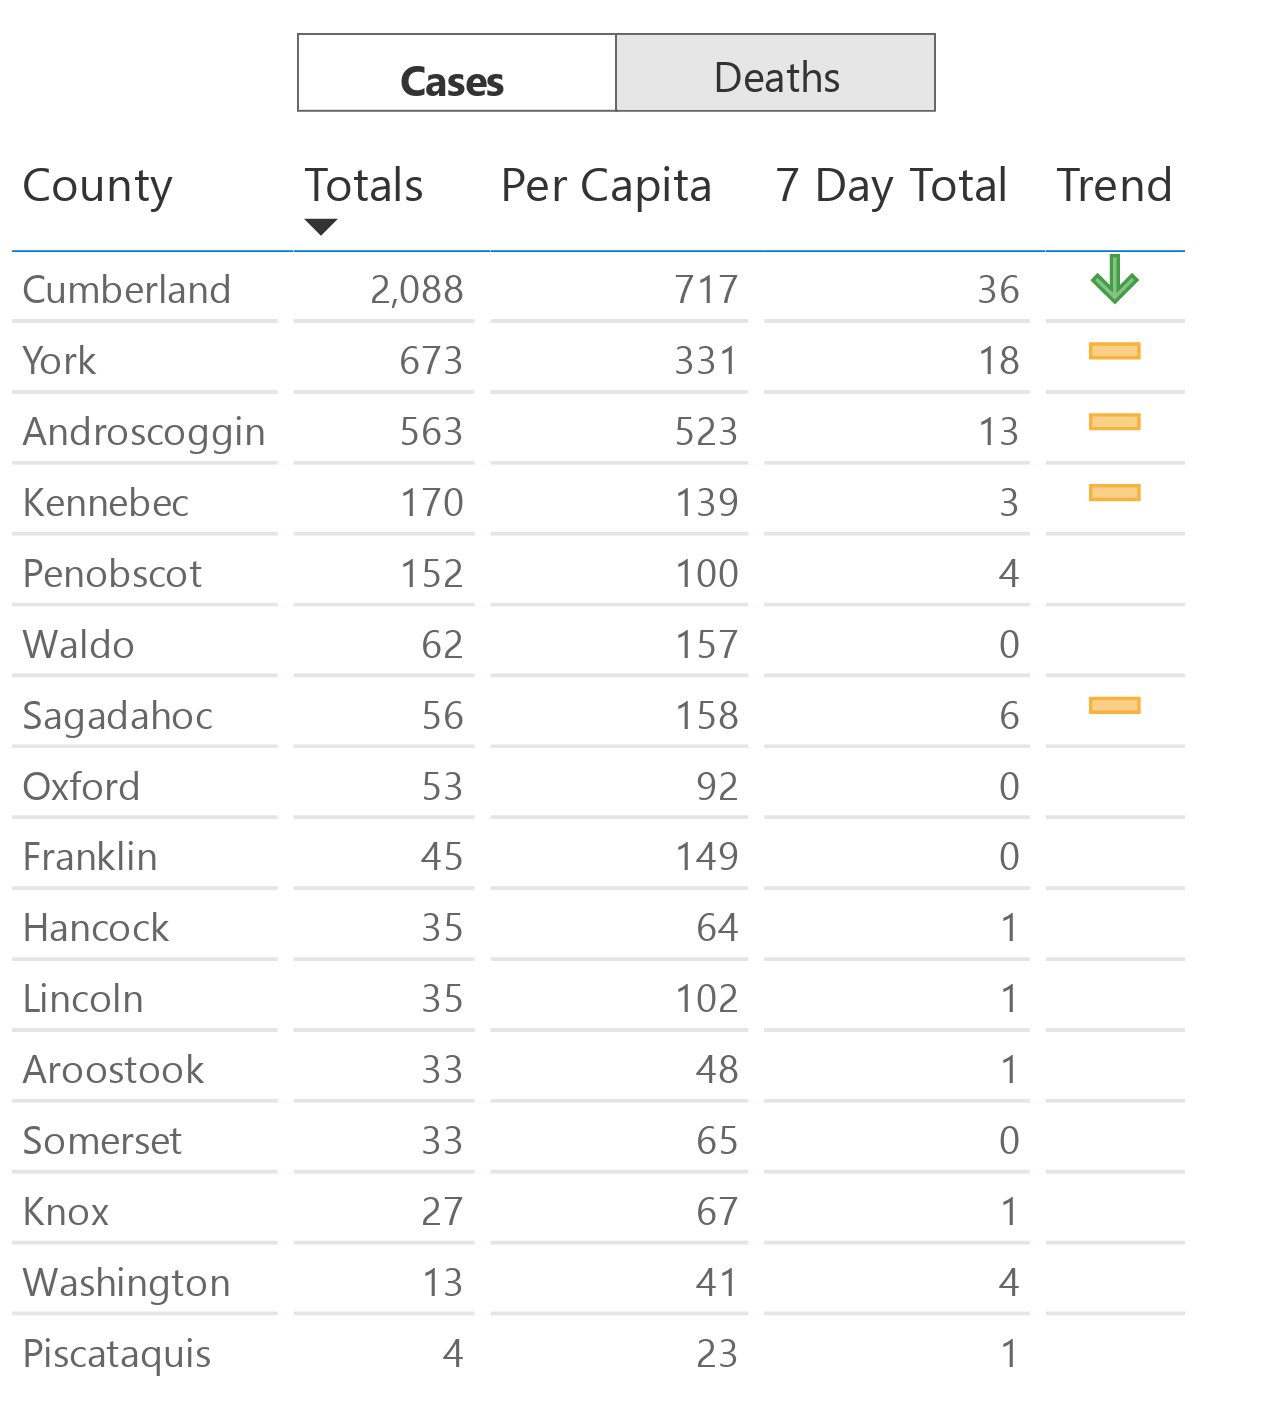 Cases Deaths
County Totals Per Capita 7 Day Total Trend
Cumberland 2,088 717 36
York 673 331 18
Androscoggin 563 523 13
Kennebec 170 139 3
Penobscot 152 100 4
Waldo 62 157 0
Sagadahoc 56 158 6
Oxford 53 92 0
Franklin 45 149 0
Hancock 35 64 1
Lincoln 35 102 1
Aroostook 33 48 1
Somerset 33 65 0
Knox 27 67 1
Washington 13 41 4
Piscataquis 4 23 1